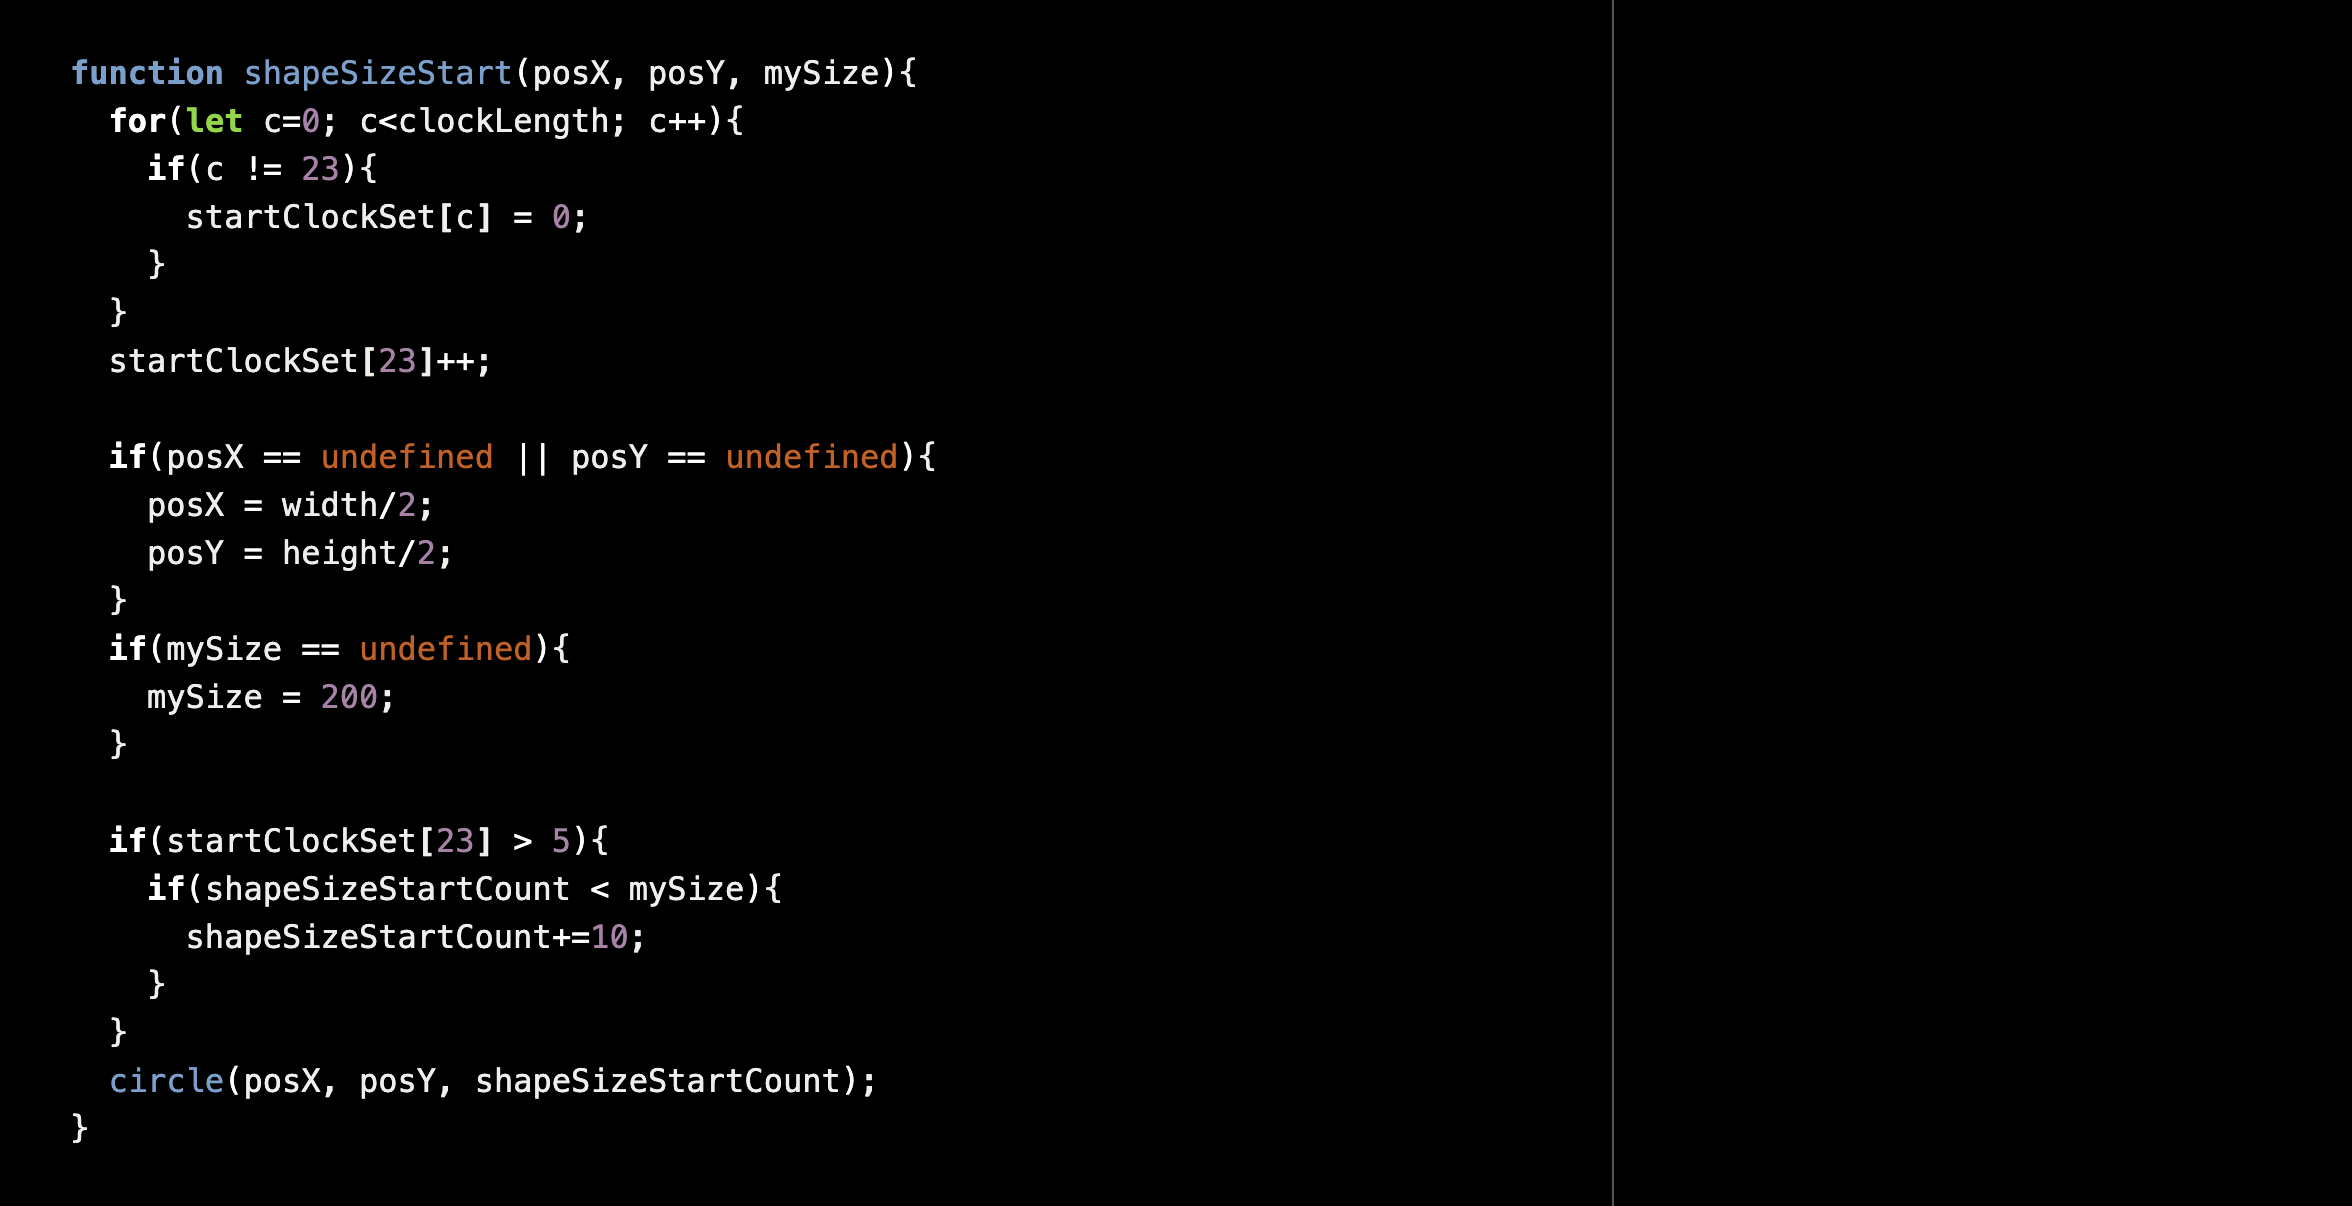 function shapeSizeStart(posX, posY, mySize){
  for(let c=0; c<clockLength; c++){
    if(c != 23){
      startClockSet[c] = 0;
    }
  }
  startClockSet[23]++;

  if(posX == undefined || posY == undefined){
    posX = width/2;
    posY = height/2;
  }
  if(mySize == undefined){
    mySize = 200;
  }

  if(startClockSet[23] > 5){
    if(shapeSizeStartCount < mySize){
      shapeSizeStartCount+=10;
    }
  }
  circle(posX, posY, shapeSizeStartCount);
}